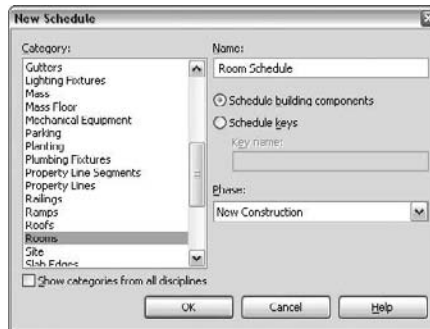 New Schedule
Category:
Gutters
Lighting Fixtures
Mass
Mass Floor
Mechanical Equipment
Parking
Planting
Plumbing Fixtures
Property Line Segments
Property Lines
Railings
Ramps
Roofs
Rooms
Site
Slab Edges
Show categories from all disciplines
Name:
Room Schedule
Schedule building components
Schedule keys
Key name:
Phase:
New Construction
OK
Cancel
Help